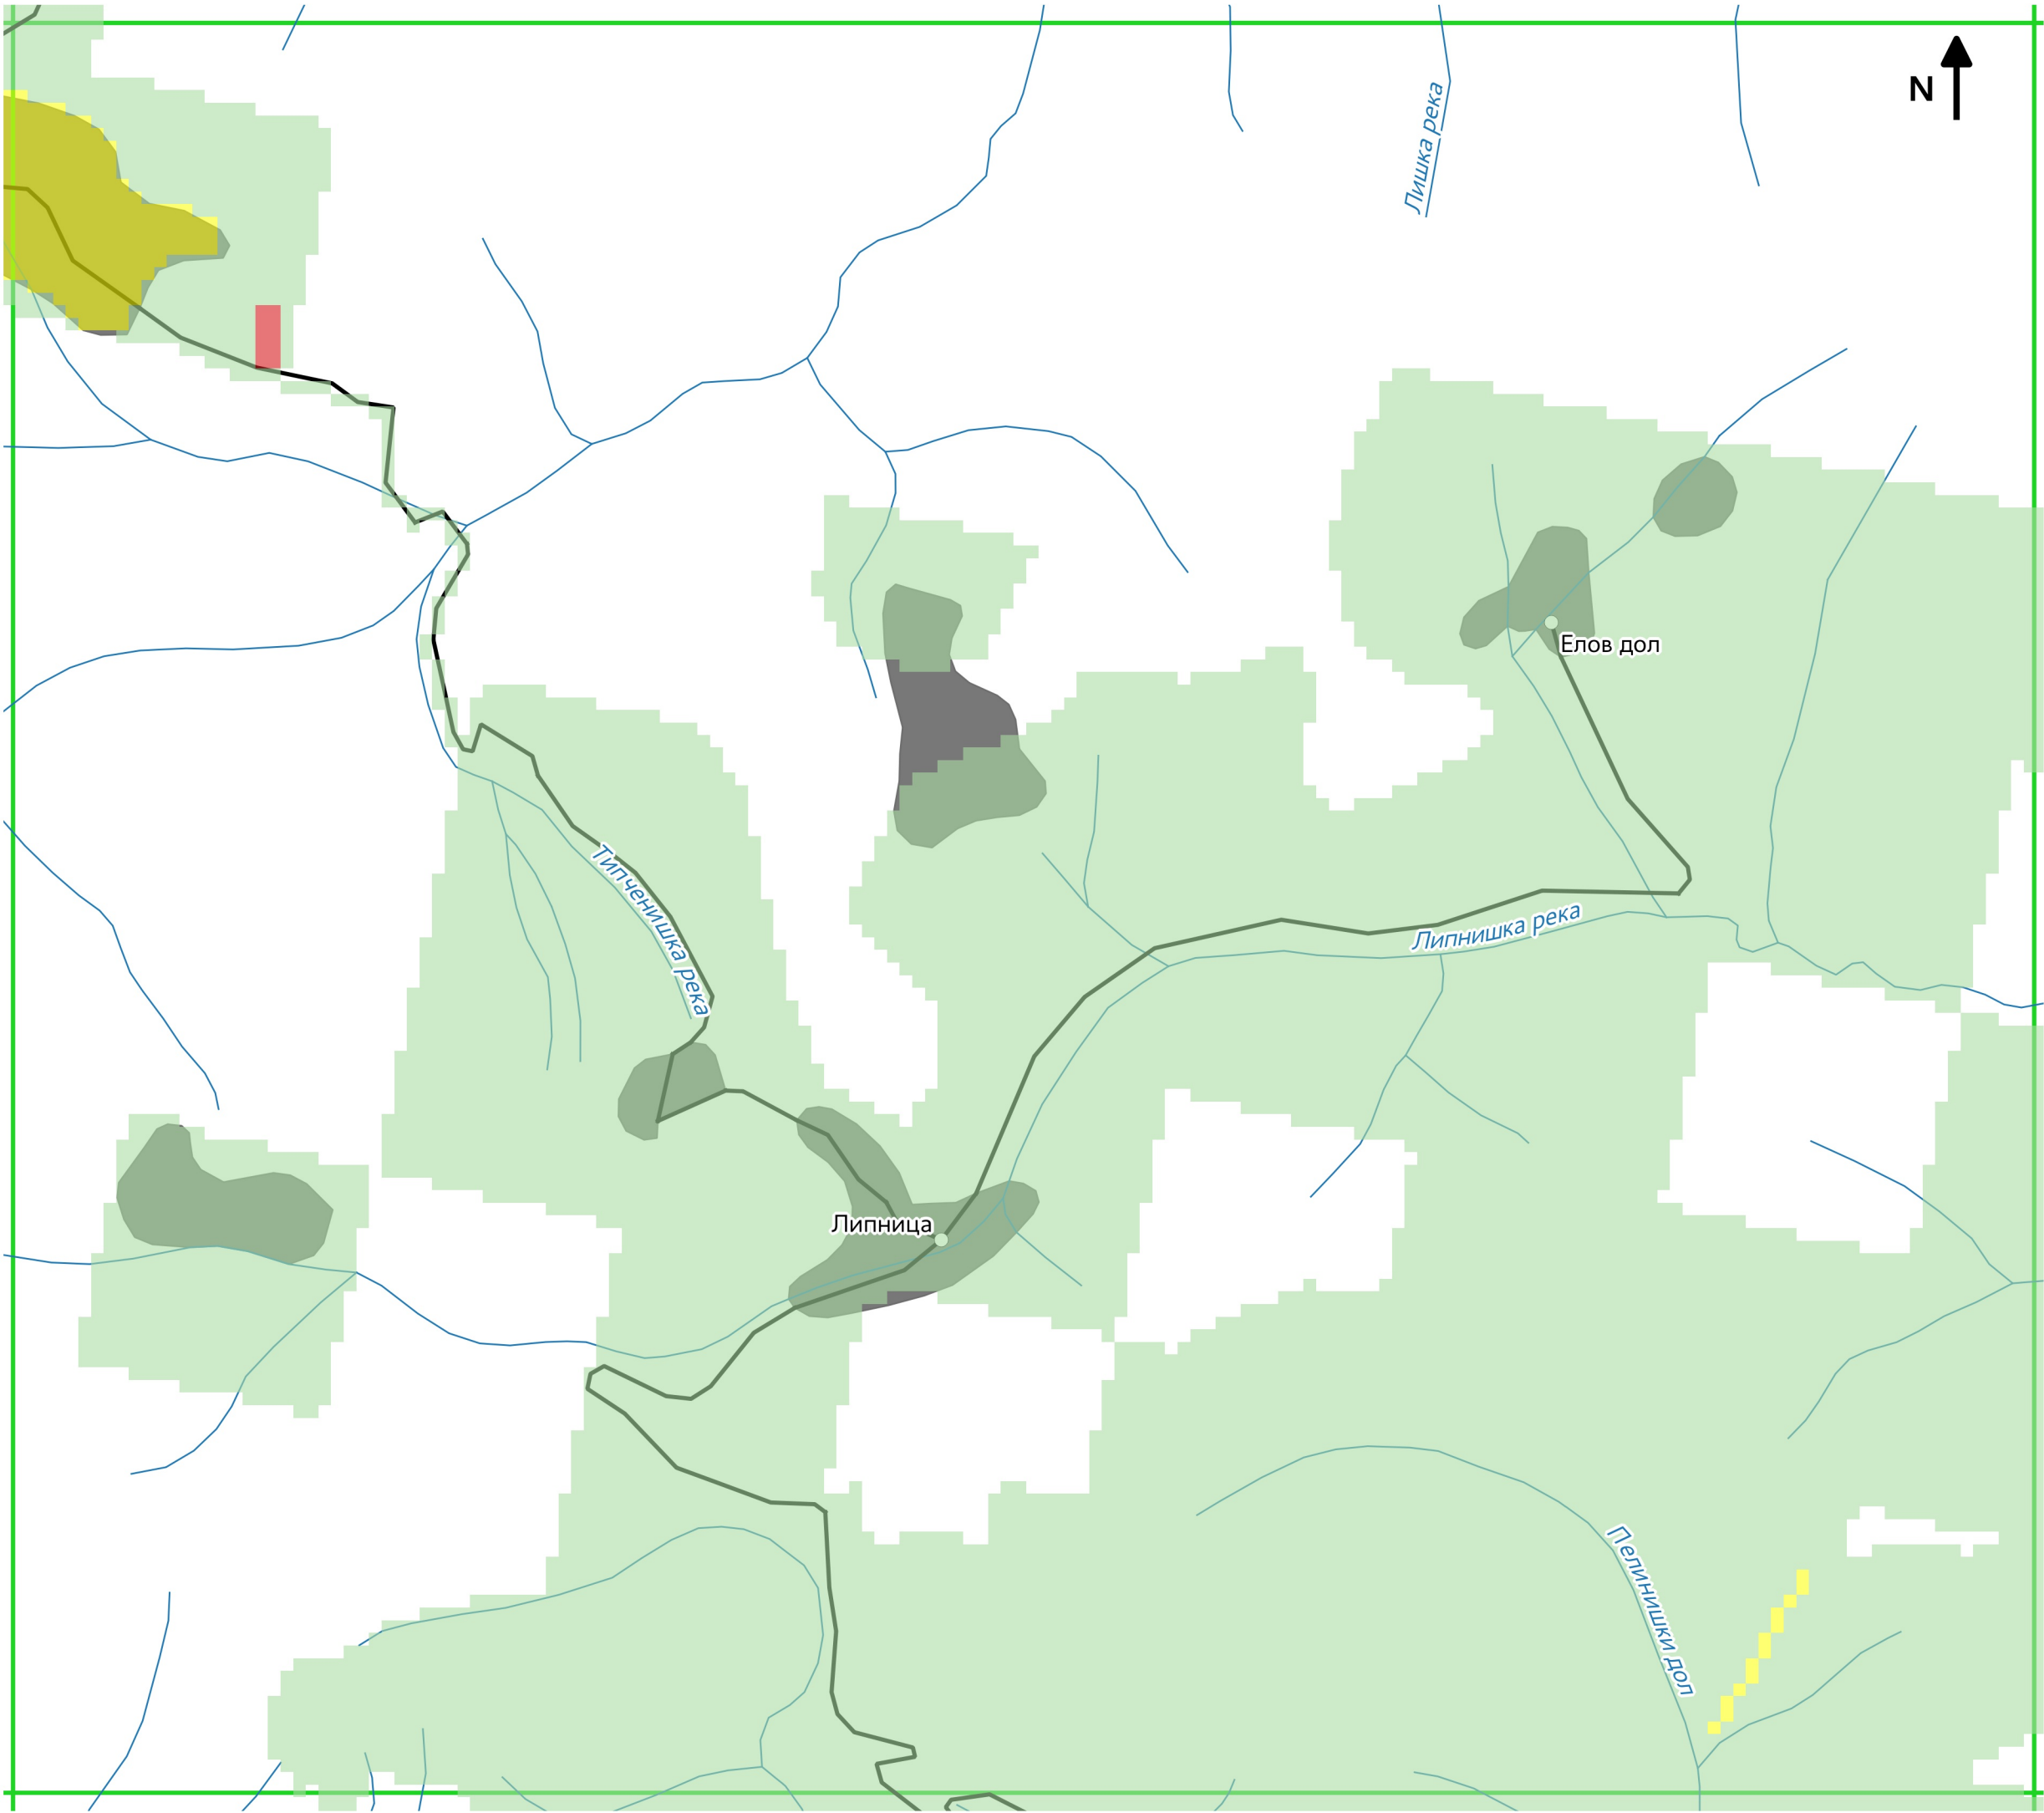 N
Лишка река
Елов дол
Типченишка река
Липнишка река
Липница
Пелинишки дол